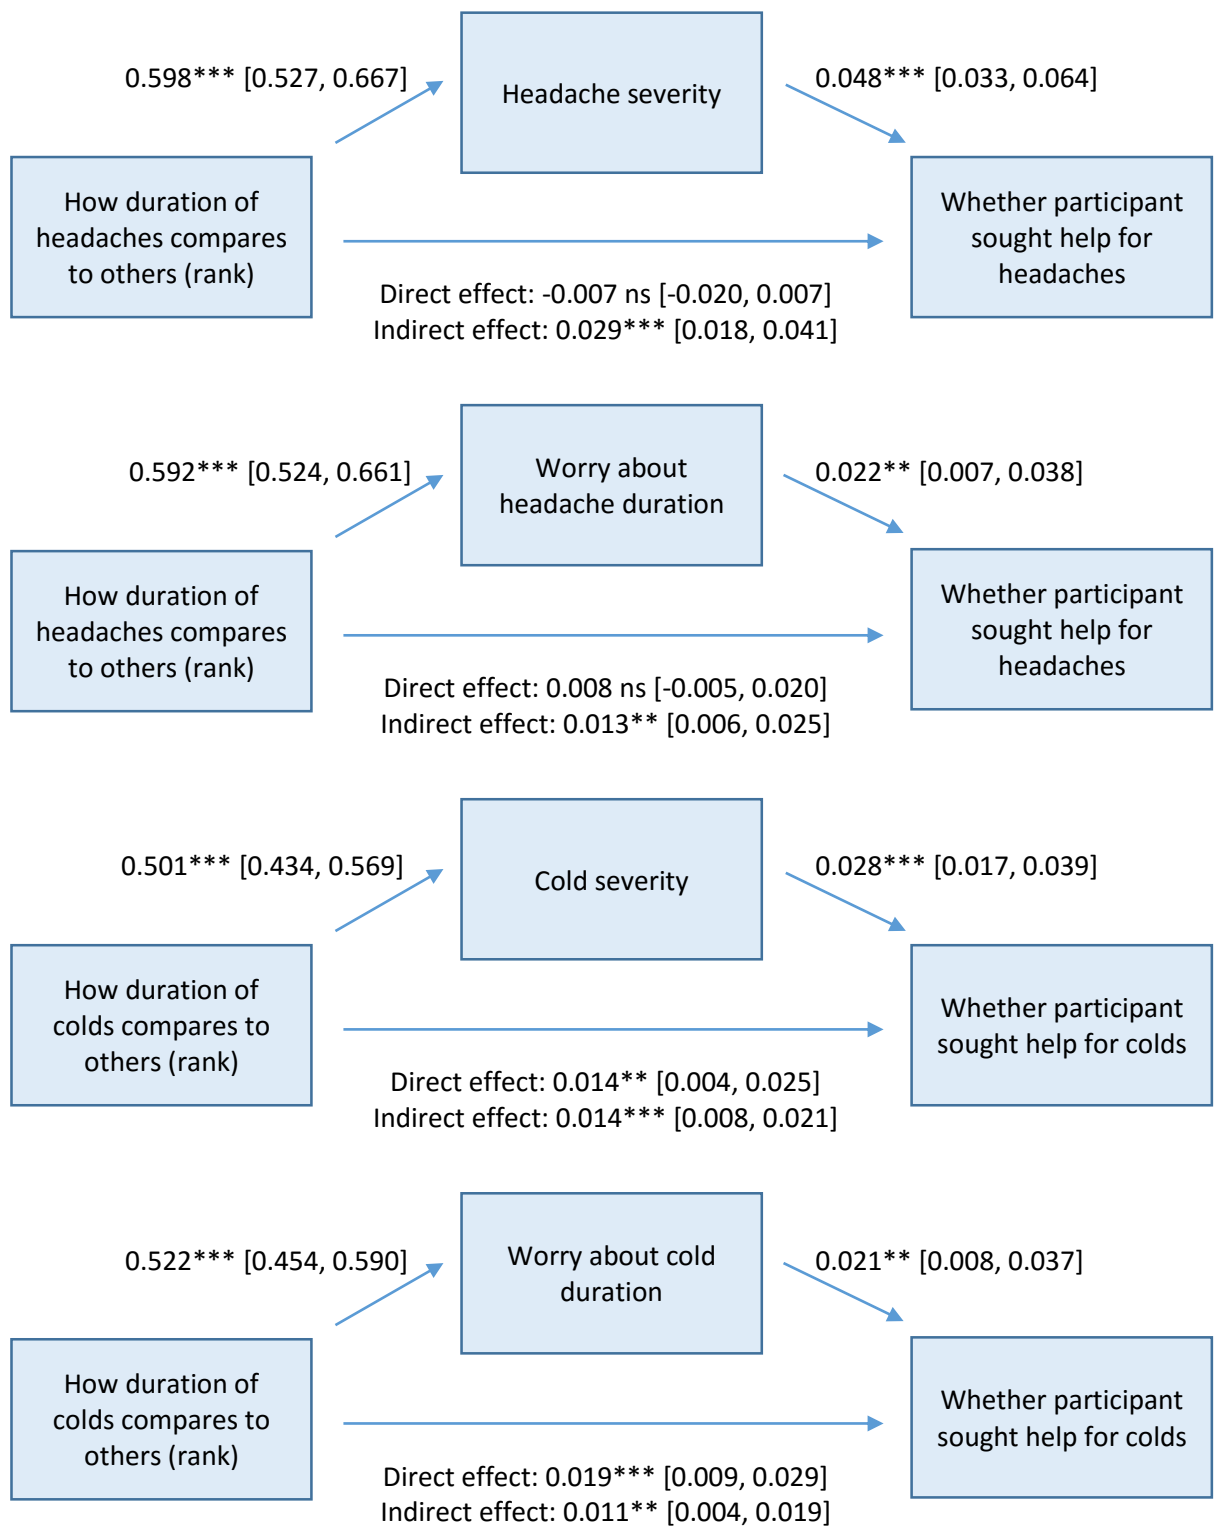 0.598*** [0.527, 0.667]
Headache severity
0.048*** [0.033, 0.064]
How duration of
headaches compares
to others (rank)
Whether participant
sought help for
headaches
Direct effect: -0.007 ns [-0.020, 0.007]
Indirect effect: 0.029*** [0.018, 0.041]
0.592*** [0.524, 0.661]
Worry about
headache duration
0.022** [0.007, 0.038]
How duration of
headaches compares
to others (rank)
Whether participant
sought help for
headaches
Direct effect: 0.008 ns [-0.005, 0.020]
Indirect effect: 0.013** [0.006, 0.025]
0.501*** [0.434, 0.569]
Cold severity
0.028*** [0.017, 0.039]
How duration of
colds compares to
others (rank)
Whether participant
sought help for colds
Direct effect: 0.014** [0.004, 0.025]
Indirect effect: 0.014*** [0.008, 0.021]
0.522*** [0.454, 0.590]
Worry about cold
duration
0.021** [0.008, 0.037]
How duration of
colds compares to
others (rank)
Whether participant
sought help for colds
Direct effect: 0.019*** [0.009, 0.029]
Indirect effect: 0.011** [0.004, 0.019]